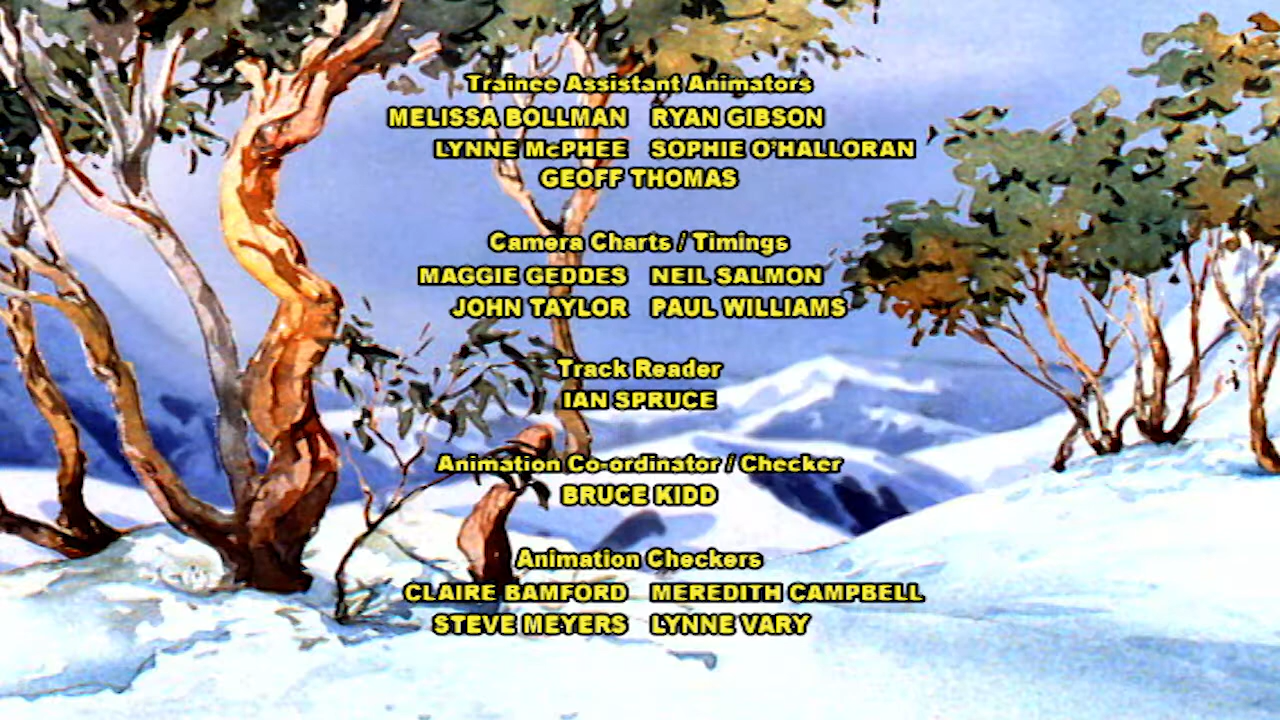 Trainee Assistant Animators
MELISSA BOLLMAN RYAN GIBSON
LYNNE McPHEE SOPHIE O'HALLORAN
GEOFF THOMAS
Camera Charts / Timings
MAGGIE GEDDES NEIL SALMON
JOHN TAYLOR PAUL WILLIAMS
Track Reader
IAN SPRUCE
Animation Co-ordinator / Checker
BRUCE KIDD
Animation Checkers
CLAIRE BAMFORD MEREDITH CAMPBELL
STEVE MEYERS LYNNE VARY